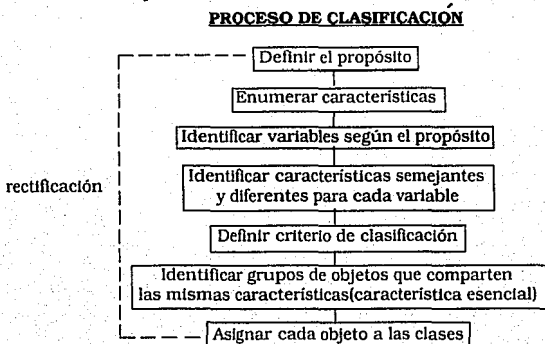 PROCESO DE CLASIFICACIÓN
Definir el propósito
Enumerar características
Identificar variables según el propósito
Identificar características semejantes
y diferentes para cada variable
rectificación
Definir criterio de clasificación
Identificar grupos de objetos que comparten
las mismas características(característica esencial)
Asignar cada objeto a las clases